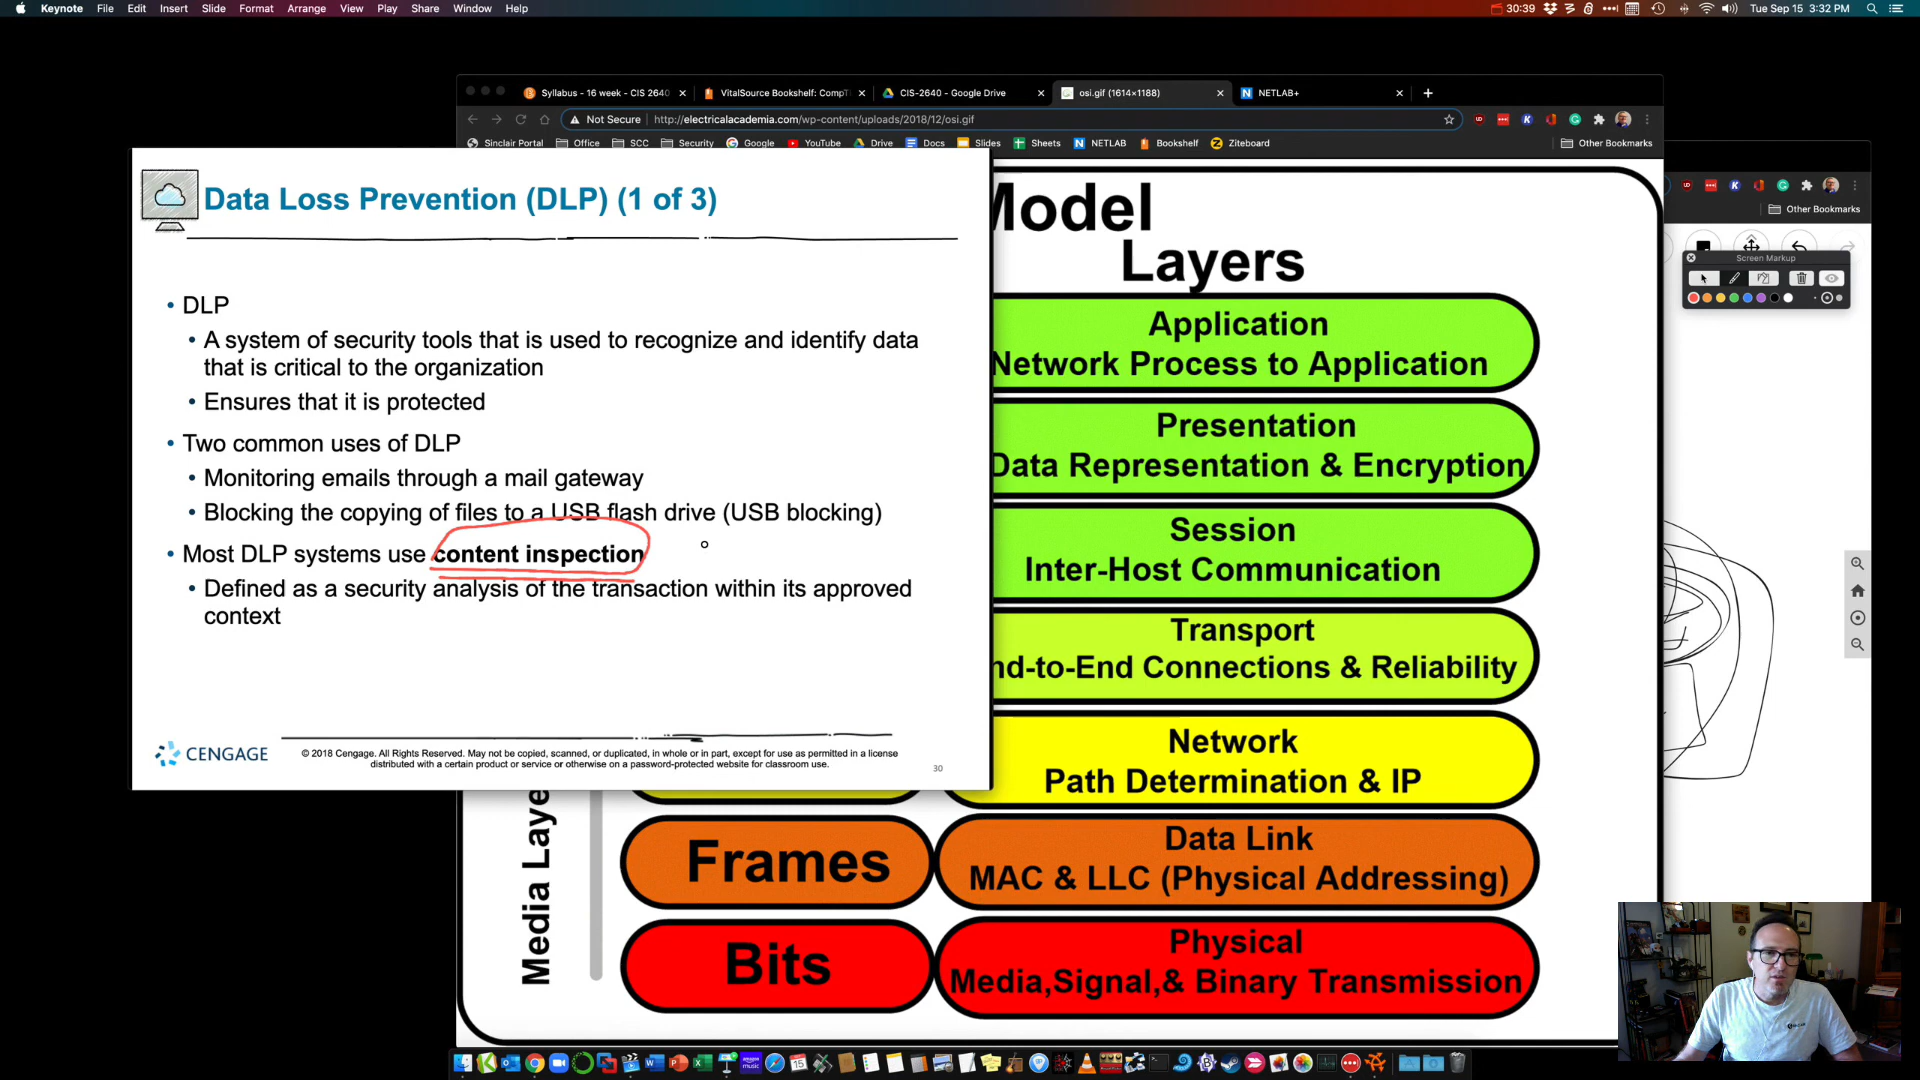 Keynote File Edit Insert Slide Format Arrange View Play Share Window Help 30:39 Tue Sep 15 3:32 PM
Syllabus - 16 week - CIS 2640 VitalSource Bookshelf: CompT CIS-2640 - Google Drive osi.gif (1614×1188) NETLAB+
Not Secure http://electricalacademia.com/wp-content/uploads/2018/12/osi.gif
Sinclair Portal Office SCC Security Google YouTube Drive Docs Slides Sheets NETLAB Bookshelf Ziteboard Other Bookmarks
Other Bookmarks
Screen Markup
Data Loss Prevention (DLP) (1 of 3)
• DLP
• A system of security tools that is used to recognize and identify data
that is critical to the organization
• Ensures that it is protected
• Two common uses of DLP
• Monitoring emails through a mail gateway
• Blocking the copying of files to a USB flash drive (USB blocking)
• Most DLP systems use content inspection
• Defined as a security analysis of the transaction within its approved
context
CENGAGE
© 2018 Cengage. All Rights Reserved. May not be copied, scanned, or duplicated, in whole or in part, except for use as permitted in a license
distributed with a certain product or service or otherwise on a password-protected website for classroom use.
30
Model
Layers
Application
Network Process to Application
Presentation
Data Representation & Encryption
Session
Inter-Host Communication
Transport
nd-to-End Connections & Reliability
Network
Path Determination & IP
Media Laye
Frames
Data Link
MAC & LLC (Physical Addressing)
Bits
Physical
Media,Signal,& Binary Transmission